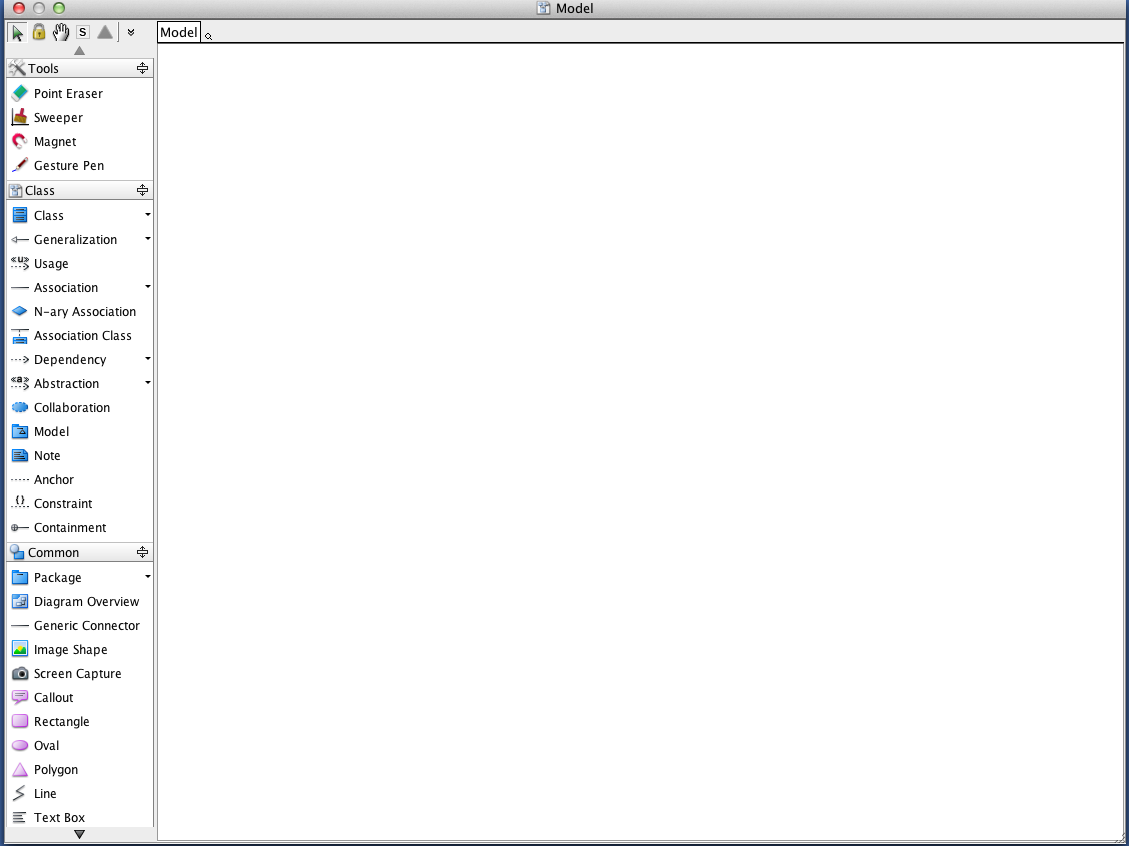 Model
S
Model
Tools
Point Eraser
Sweeper
Magnet
Gesture Pen
Class
Class
Generalization
«u» Usage
Association
N-ary Association
Association Class
Dependency
«a» Abstraction
Collaboration
Model
Note
Anchor
{} Constraint
Containment
Common
Package
Diagram Overview
Generic Connector
Image Shape
Screen Capture
Callout
Rectangle
Oval
Polygon
Line
Text Box